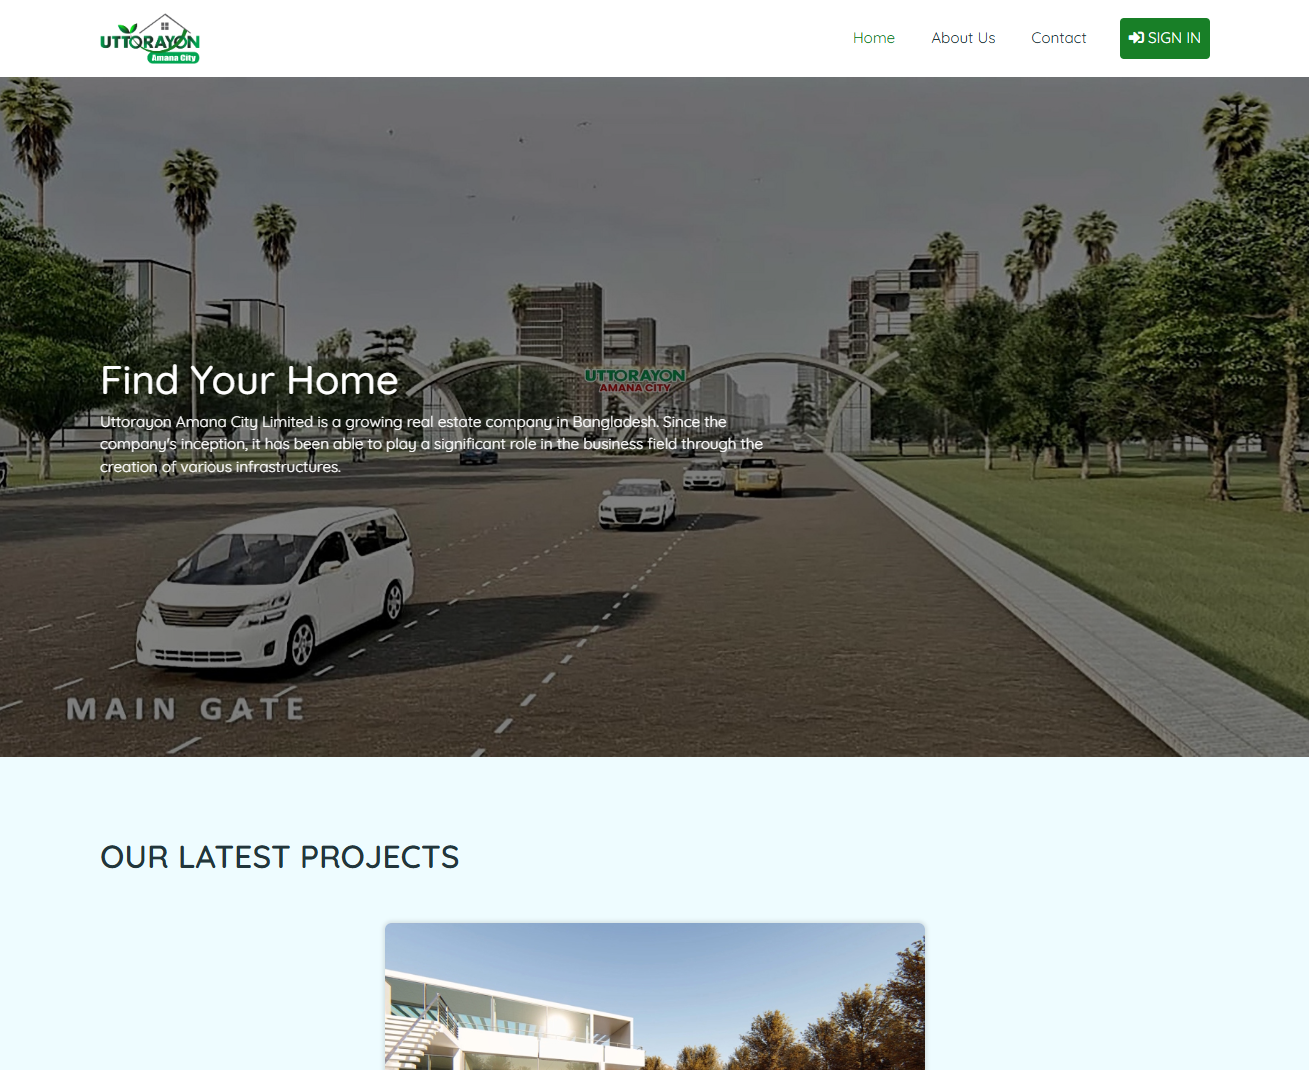 UTTORAYON
Amana City
Home
About Us
Contact
SIGN IN
UTTORAYON
AMANA CITY
Find Your Home
Uttorayon Amana City Limited is a growing real estate company in Bangladesh. Since the
company's inception, it has been able to play a significant role in the business field through the
creation of various infrastructures.
MAIN GATE
OUR LATEST PROJECTS